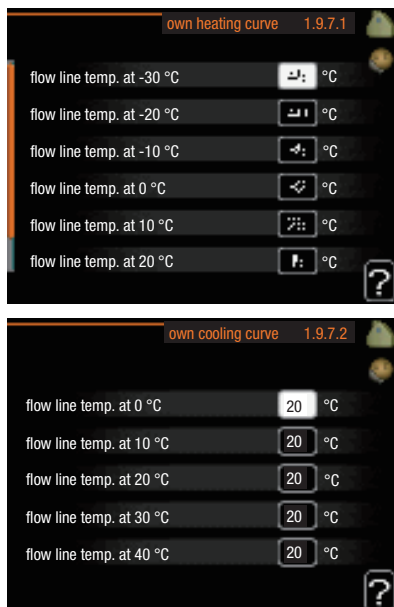 own heating curve 1.9.7.1
flow line temp. at -30 °C °C
flow line temp. at -20 °C °C
flow line temp. at -10 °C °C
flow line temp. at 0 °C °C
flow line temp. at 10 °C °C
flow line temp. at 20 °C °C
?
own cooling curve 1.9.7.2
flow line temp. at 0 °C 20 °C
flow line temp. at 10 °C 20 °C
flow line temp. at 20 °C 20 °C
flow line temp. at 30 °C 20 °C
flow line temp. at 40 °C 20 °C
?